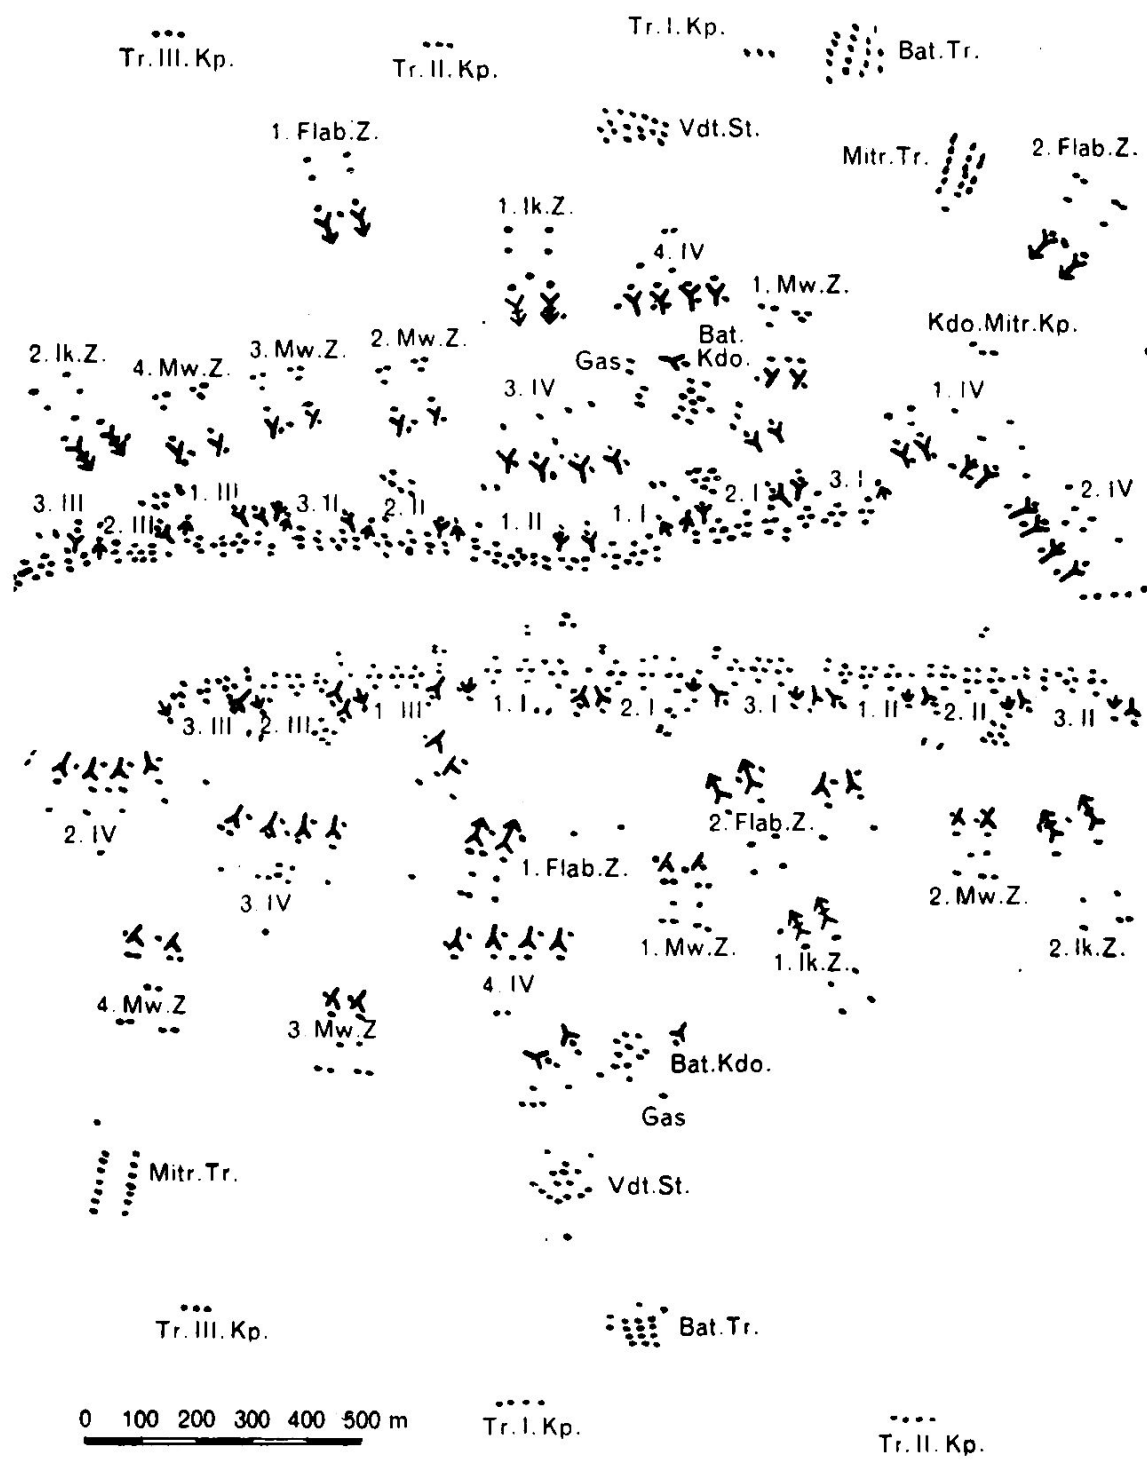 Tr. I. Kp.
Tr. III. Kp.
Tr. II. Kp.
Bat. Tr.
1. Flab. Z.
Vdt. St.
Mitr. Tr.
2. Flab. Z.
1. Ik. Z.
4. IV
1. Mw. Z.
Kdo. Mitr. Kp.
2. Ik. Z.
4. Mw. Z.
3. Mw. Z.
2. Mw. Z.
Gas
Bat.
Kdo.
3. IV
1. IV
3. III
2. III
1. III
3. II
2. II
1. II
1. I
2. I
3. I
2. IV
3. III
2. III
1 III
1. I
2. I
3. I
1. II
2. II
3. II
2. IV
2. Flab. Z.
1. Flab. Z.
3. IV
2. Mw. Z.
1. Mw. Z.
1. Ik. Z.
2. Ik. Z.
4. IV
4. Mw. Z
3 Mw. Z
Bat. Kdo.
Gas
Mitr. Tr.
Vdt. St.
Tr. III. Kp.
Bat. Tr.
0 100 200 300 400 500 m
Tr. I. Kp.
Tr. II. Kp.